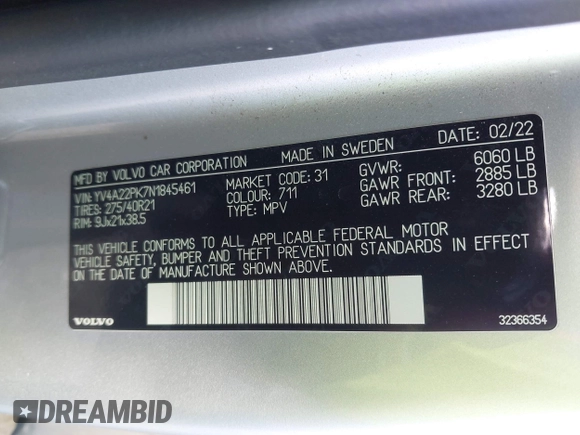 MFD BY VOLVO CAR CORPORATION MADE IN SWEDEN DATE: 02/22
VIN: YV4A22PK7N1845461 MARKET CODE: 31 GVWR: 6060 LB
TIRES: 275/40R21 COLOUR: 711 GAWR FRONT: 2885 LB
RIM: 9Jx21x38.5 TYPE: MPV GAWR REAR: 3280 LB
THIS VEHICLE CONFORMS TO ALL APPLICABLE FEDERAL MOTOR
VEHICLE SAFETY, BUMPER AND THEFT PREVENTION STANDARDS IN EFFECT
ON THE DATE OF MANUFACTURE SHOWN ABOVE.
VOLVO 32366354
DREAMBID